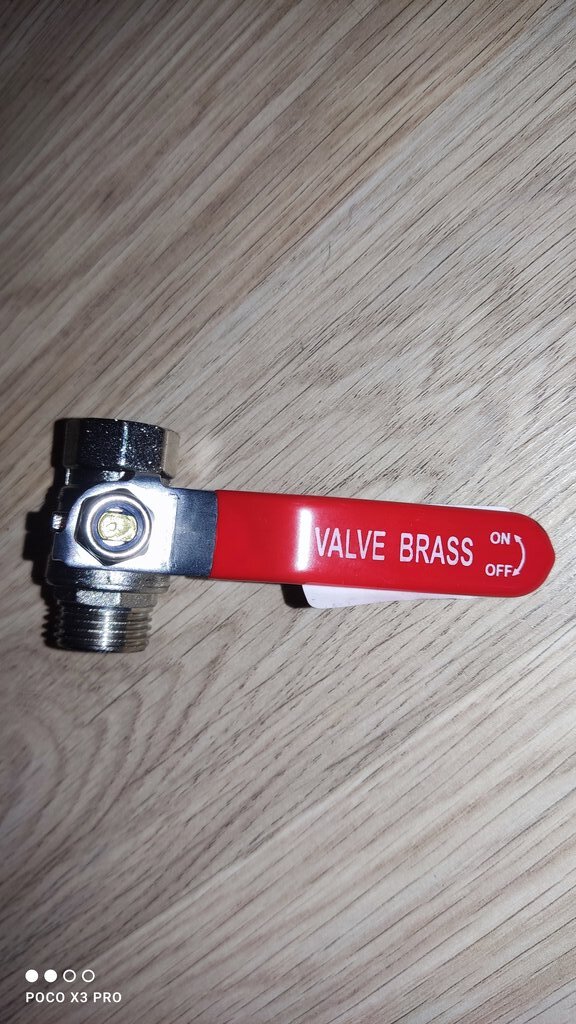 VALVE BRASS
ON
OFF
POCO X3 PRO